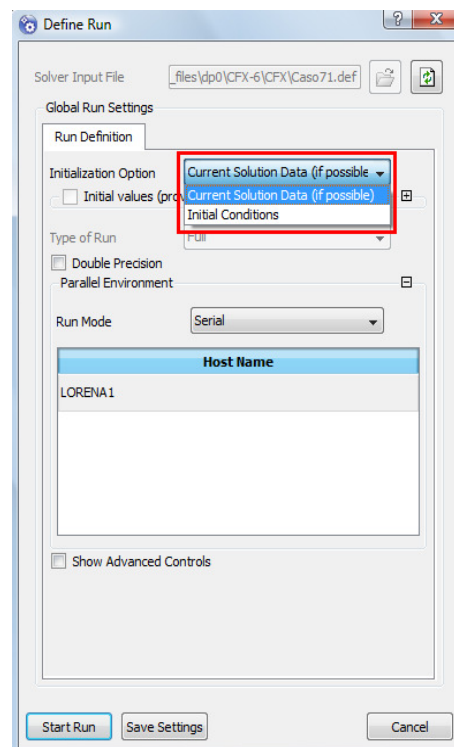 Define Run
Solver Input File _files\dp0\CFX-6\CFX\Caso71.def
Global Run Settings
Run Definition
Initialization Option Current Solution Data (if possible
Initial values (pro Current Solution Data (if possible)
Initial Conditions
Type of Run Full
Double Precision
Parallel Environment
Run Mode Serial
Host Name
LORENA1
Show Advanced Controls
Start Run Save Settings Cancel